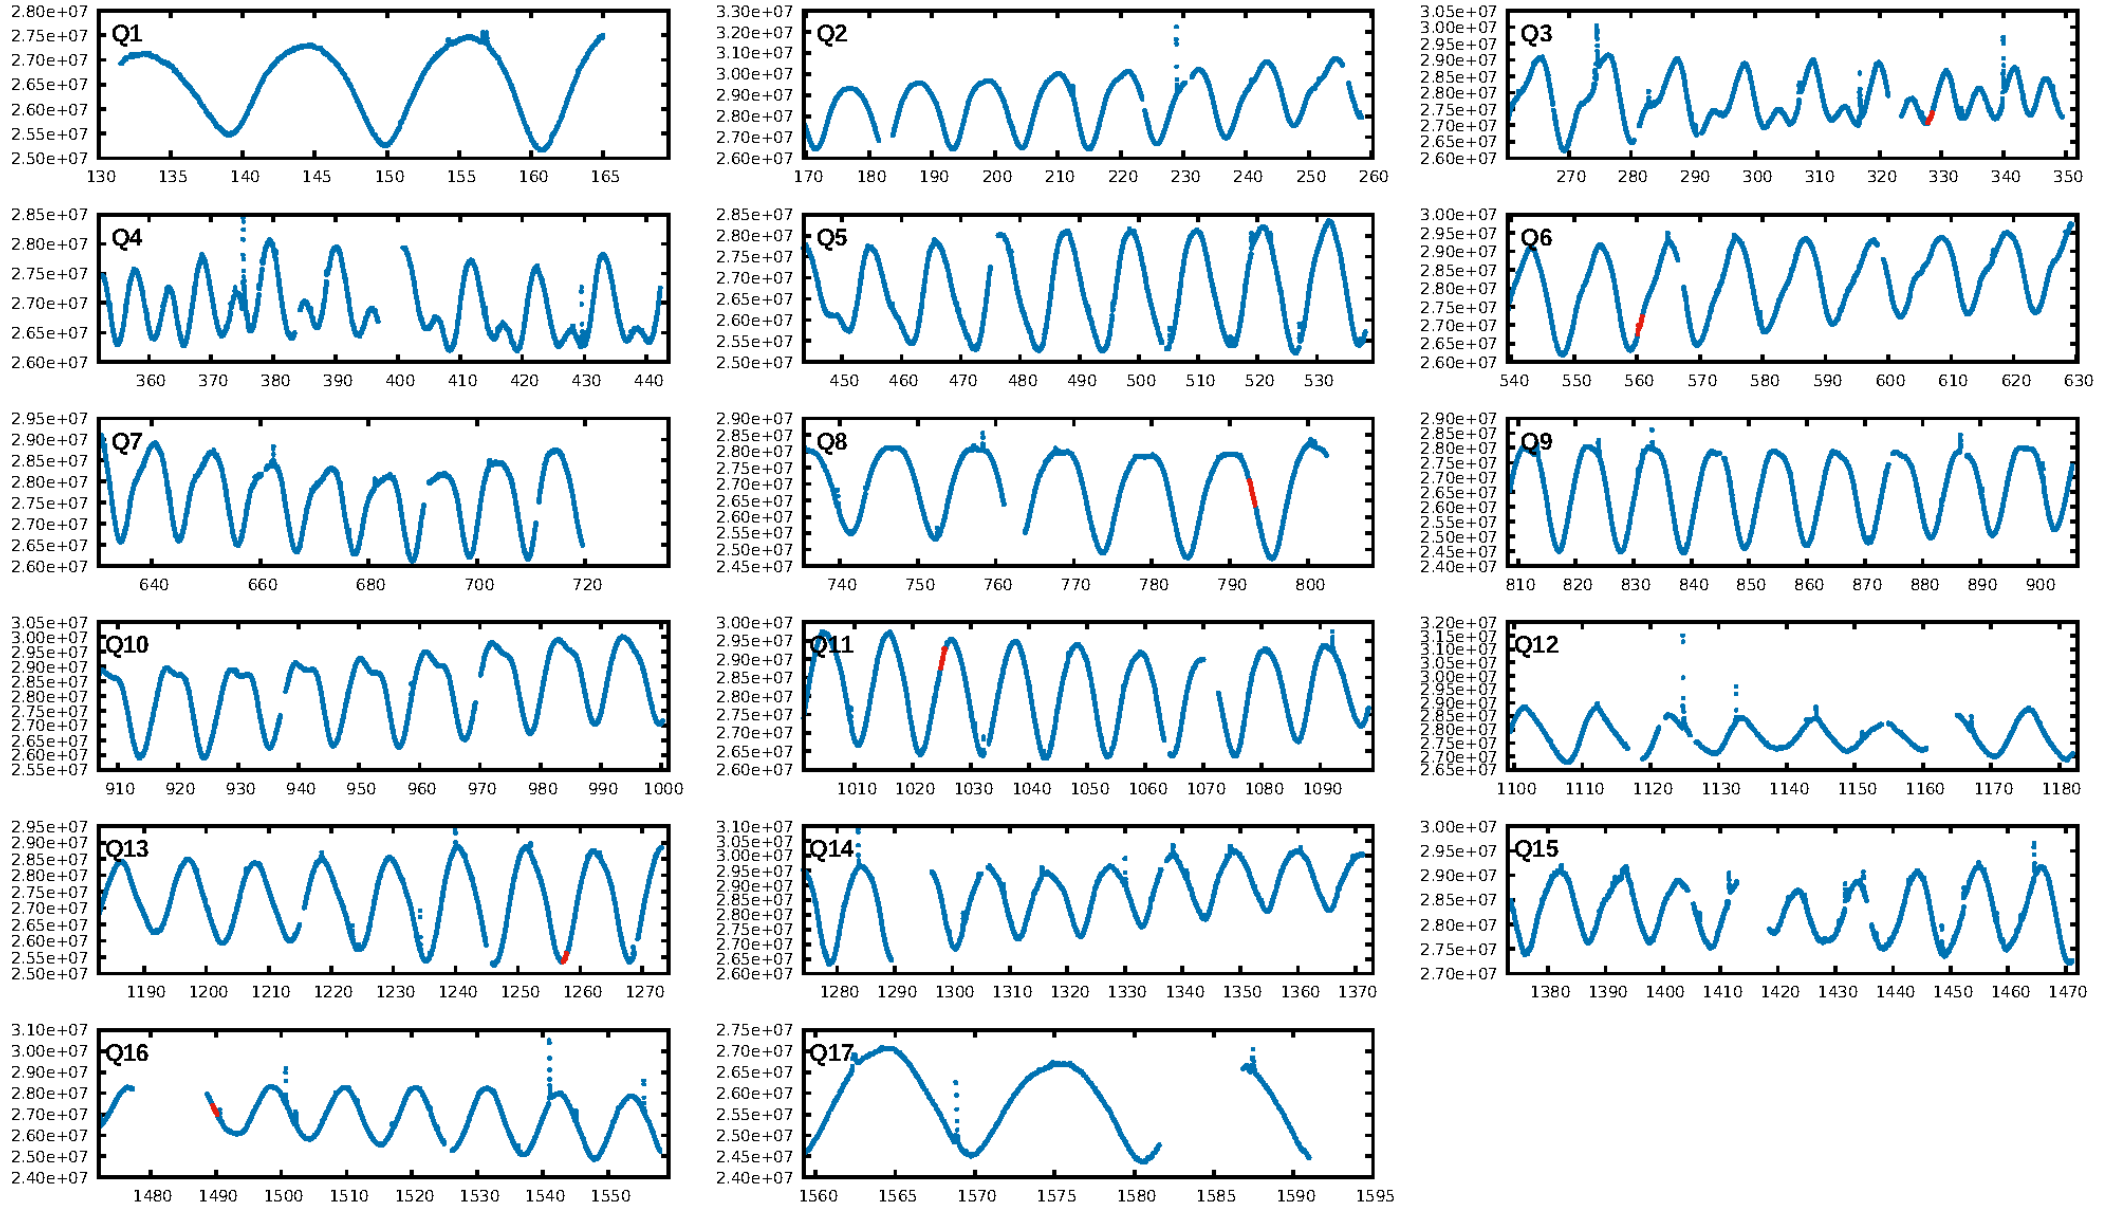 2.80e+07 2.75e+07 2.70e+07 2.65e+07 2.60e+07 2.55e+07 2.50e+07
Q1
130 135 140 145 150 155 160 165
3.30e+07 3.20e+07 3.10e+07 3.00e+07 2.90e+07 2.80e+07 2.70e+07 2.60e+07
Q2
170 180 190 200 210 220 230 240 250 260
3.05e+07 3.00e+07 2.95e+07 2.90e+07 2.85e+07 2.80e+07 2.75e+07 2.70e+07 2.65e+07 2.60e+07
Q3
270 280 290 300 310 320 330 340 350
2.85e+07 2.80e+07 2.75e+07 2.70e+07 2.65e+07 2.60e+07
Q4
360 370 380 390 400 410 420 430 440
2.85e+07 2.80e+07 2.75e+07 2.70e+07 2.65e+07 2.60e+07 2.55e+07 2.50e+07
Q5
450 460 470 480 490 500 510 520 530
3.00e+07 2.95e+07 2.90e+07 2.85e+07 2.80e+07 2.75e+07 2.70e+07 2.65e+07 2.60e+07
Q6
540 550 560 570 580 590 600 610 620 630
2.95e+07 2.90e+07 2.85e+07 2.80e+07 2.75e+07 2.70e+07 2.65e+07 2.60e+07
Q7
640 660 680 700 720
2.90e+07 2.85e+07 2.80e+07 2.75e+07 2.70e+07 2.65e+07 2.60e+07 2.55e+07 2.50e+07 2.45e+07
Q8
740 750 760 770 780 790 800
2.90e+07 2.85e+07 2.80e+07 2.75e+07 2.70e+07 2.65e+07 2.60e+07 2.55e+07 2.50e+07 2.45e+07 2.40e+07
Q9
810 820 830 840 850 860 870 880 890 900
3.05e+07 3.00e+07 2.95e+07 2.90e+07 2.85e+07 2.80e+07 2.75e+07 2.70e+07 2.65e+07 2.60e+07 2.55e+07
Q10
910 920 930 940 950 960 970 980 990 1000
3.00e+07 2.95e+07 2.90e+07 2.85e+07 2.80e+07 2.75e+07 2.70e+07 2.65e+07 2.60e+07
Q11
1010 1020 1030 1040 1050 1060 1070 1080 1090
3.20e+07 3.15e+07 3.10e+07 3.05e+07 3.00e+07 2.95e+07 2.90e+07 2.85e+07 2.80e+07 2.75e+07 2.70e+07 2.65e+07
Q12
1100 1110 1120 1130 1140 1150 1160 1170 1180
2.95e+07 2.90e+07 2.85e+07 2.80e+07 2.75e+07 2.70e+07 2.65e+07 2.60e+07 2.55e+07 2.50e+07
Q13
1190 1200 1210 1220 1230 1240 1250 1260 1270
3.10e+07 3.05e+07 3.00e+07 2.95e+07 2.90e+07 2.85e+07 2.80e+07 2.75e+07 2.70e+07 2.65e+07 2.60e+07
Q14
1280 1290 1300 1310 1320 1330 1340 1350 1360 1370
3.00e+07 2.95e+07 2.90e+07 2.85e+07 2.80e+07 2.75e+07 2.70e+07
Q15
1380 1390 1400 1410 1420 1430 1440 1450 1460 1470
3.10e+07 3.00e+07 2.90e+07 2.80e+07 2.70e+07 2.60e+07 2.50e+07 2.40e+07
Q16
1480 1490 1500 1510 1520 1530 1540 1550
2.75e+07 2.70e+07 2.65e+07 2.60e+07 2.55e+07 2.50e+07 2.45e+07 2.40e+07
Q17
1560 1565 1570 1575 1580 1585 1590 1595